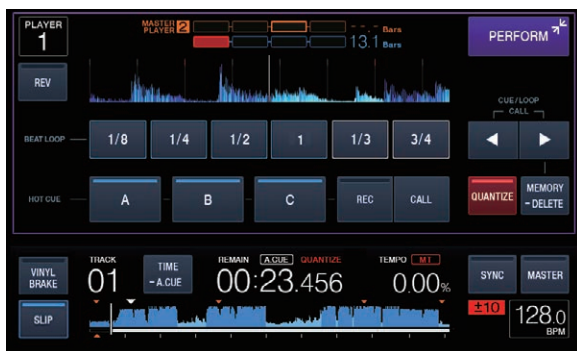 PLAYER
1
MASTER
PLAYER 2
--.- Bars
13.1 Bars
PERFORM
REV
CUE/LOOP
CALL
BEAT LOOP 1/8 1/4 1/2 1 1/3 3/4
HOT CUE A B C REC CALL
QUANTIZE
MEMORY
- DELETE
VINYL
BRAKE
TRACK
01
TIME
- A.CUE
REMAIN A.CUE QUANTIZE
00:23.456
TEMPO MT
0.00%
SYNC
MASTER
SLIP
±10
128.0
BPM